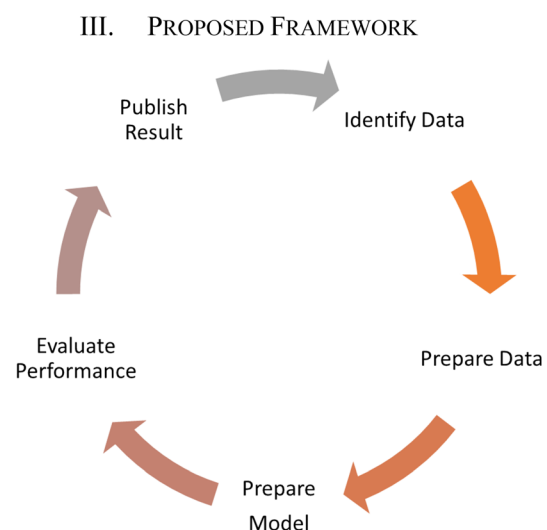 III. PROPOSED FRAMEWORK
Publish
Result
Identify Data
Prepare Data
Prepare
Model
Evaluate
Performance